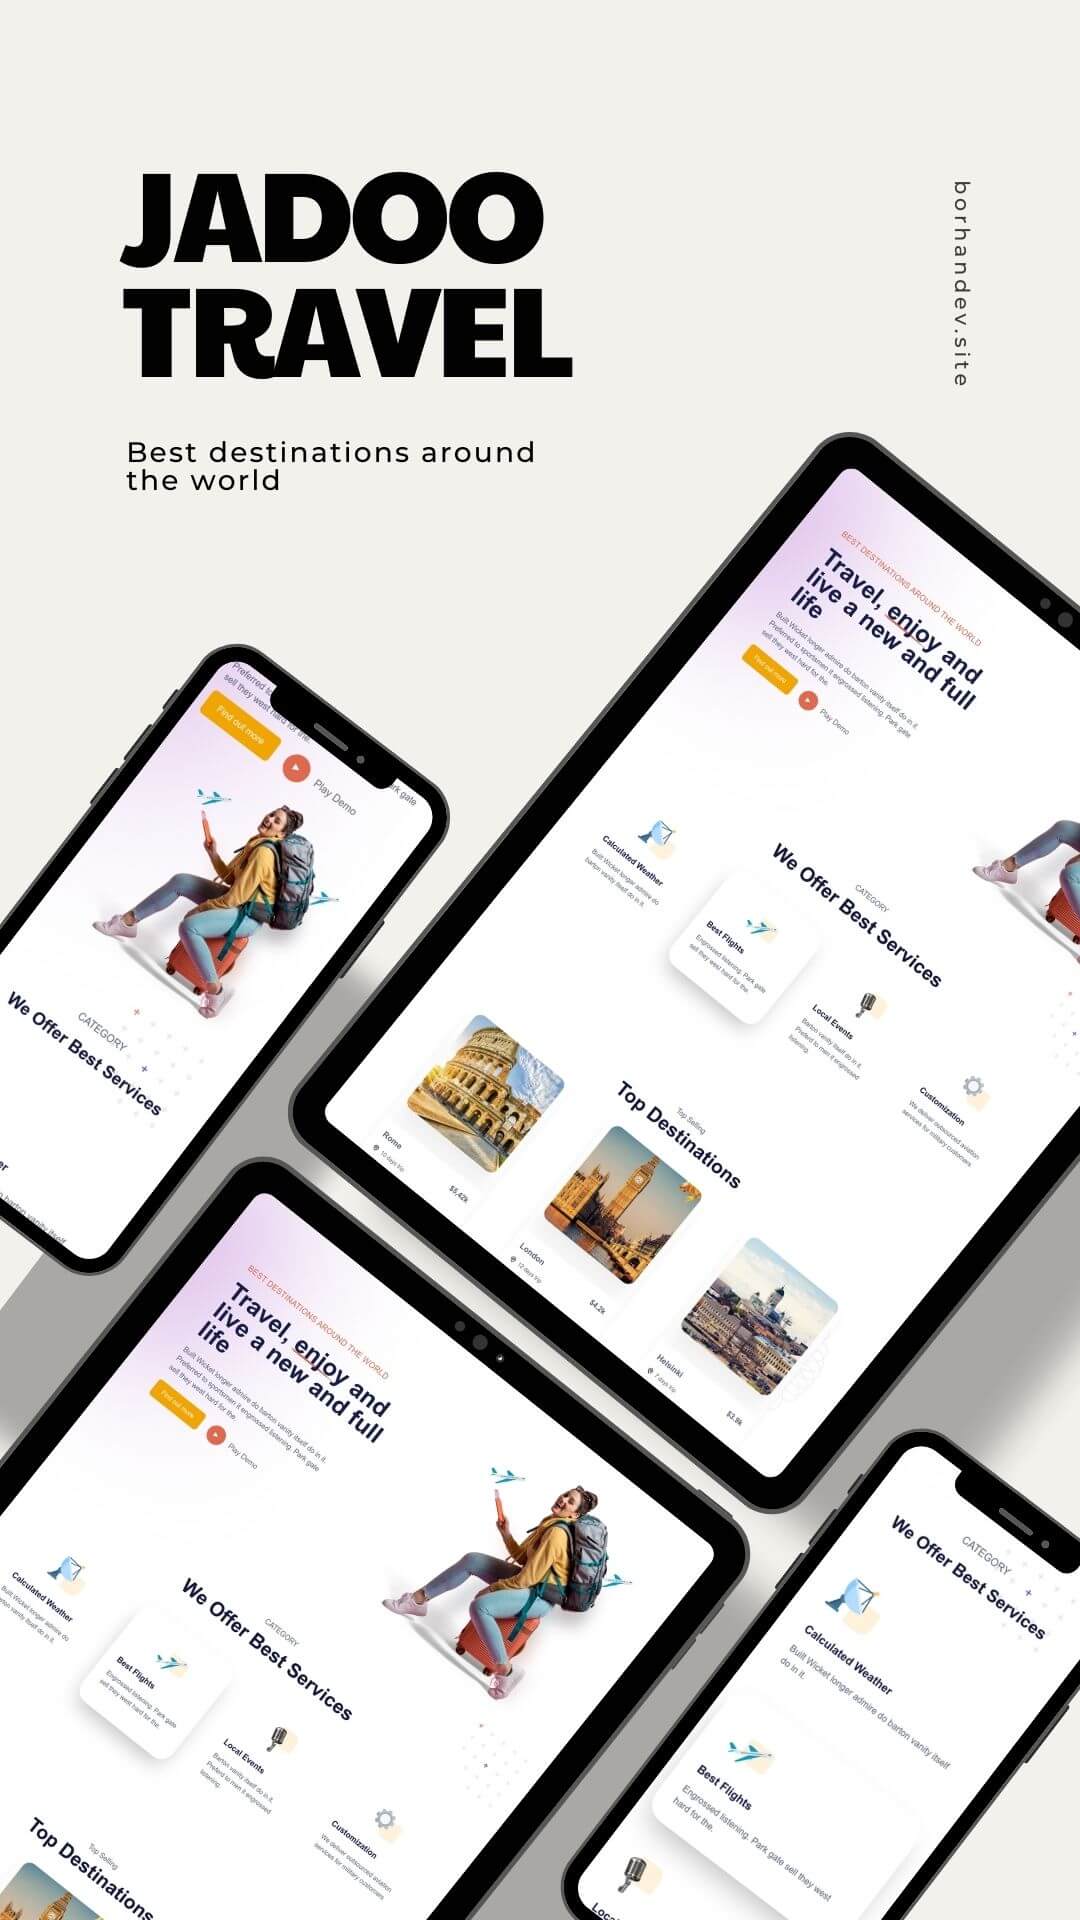 JADOO
TRAVEL
borhandev.site
Best destinations around
the world
BEST DESTINATIONS AROUND THE WORLD
Travel, enjoy and
live a new and full
life
Built Wicket longer admire do barton vanity itself do in it.
Preferred to sportsmen it engrossed listening. Park gate
sell they west hard for the.
Find out more
Play Demo
Preferred to
sell they west hard for the.
rk gate
Find out more
Play Demo
CATEGORY
We Offer Best Services
er
barton vanity itself
CATEGORY
We Offer Best Services
Calculated Weather
Built Wicket longer admire do
barton vanity itself do in it.
Best Flights
Engrossed listening. Park gate
sell they west hard for the.
Local Events
Barton vanity itself do in it.
Preferd to men it engrossed
listening.
Customization
We deliver outsourced aviation
services for military customers
Top Selling
Top Destinations
Rome
10 days trip
$5,42k
London
12 days trip
$4.2k
Helsinki
7 days trip
$3.8k
BEST DESTINATIONS AROUND THE WORLD
Travel, enjoy and
live a new and full
life
Built Wicket longer admire do barton vanity itself do in it.
Preferred to sportsmen it engrossed listening. Park gate
sell they west hard for the.
Find out more
Play Demo
CATEGORY
We Offer Best Services
Calculated Weather
Built Wicket longer admire do
barton vanity itself do in it.
Best Flights
Engrossed listening. Park gate
sell they west hard for the.
Local Events
Barton vanity itself do in it.
Preferd to men it engrossed
listening.
Customization
We deliver outsourced aviation
services for military customers
Top Selling
Top Destinations
CATEGORY
We Offer Best Services
Calculated Weather
Built Wicket longer admire do barton vanity itself
do in it.
Best Flights
Engrossed listening. Park gate sell they west
hard for the.
Loca